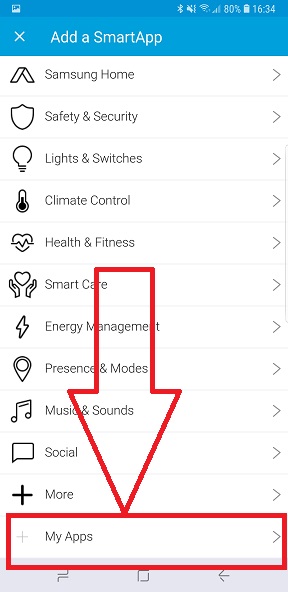 80% 16:34
Add a SmartApp
Samsung Home
Safety & Security
Lights & Switches
Climate Control
Health & Fitness
Smart Care
Energy Management
Presence & Modes
Music & Sounds
Social
More
My Apps